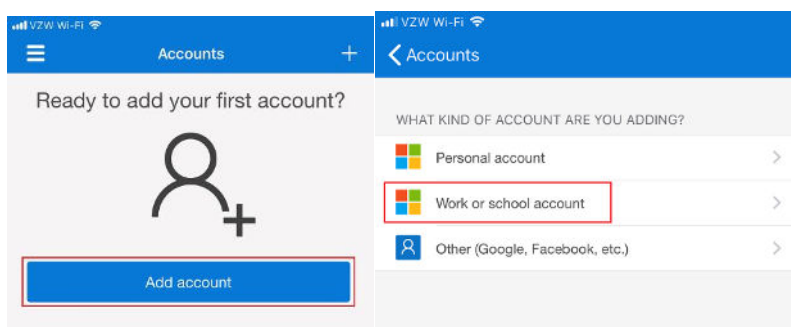 VZW Wi-Fi
Accounts +
Ready to add your first account?
Add account
VZW Wi-Fi
Accounts
WHAT KIND OF ACCOUNT ARE YOU ADDING?
Personal account
Work or school account
Other (Google, Facebook, etc.)